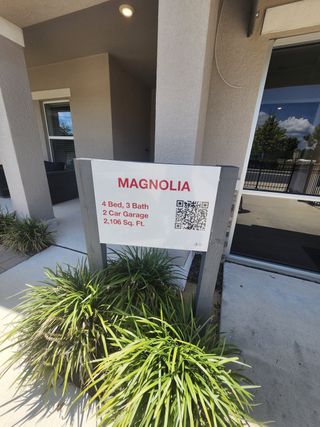 MAGNOLIA
4 Bed, 3 Bath
2 Car Garage
2,106 Sq. Ft.